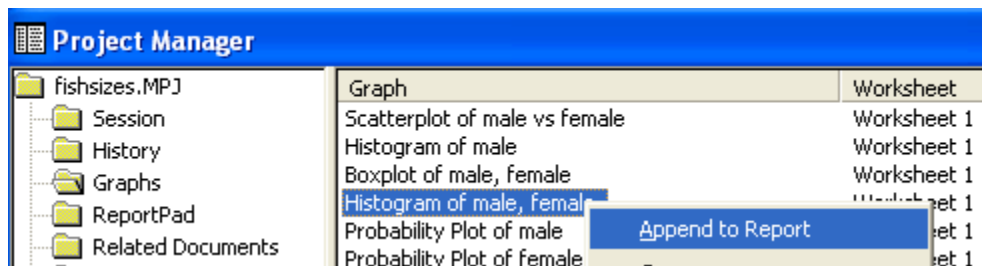 Project Manager
fishsizes.MPJ
Session
History
Graphs
ReportPad
Related Documents
Graph Worksheet
Scatterplot of male vs female Worksheet 1
Histogram of male Worksheet 1
Boxplot of male, female Worksheet 1
Histogram of male, female
Append to Report
Probability Plot of male
Probability Plot of female